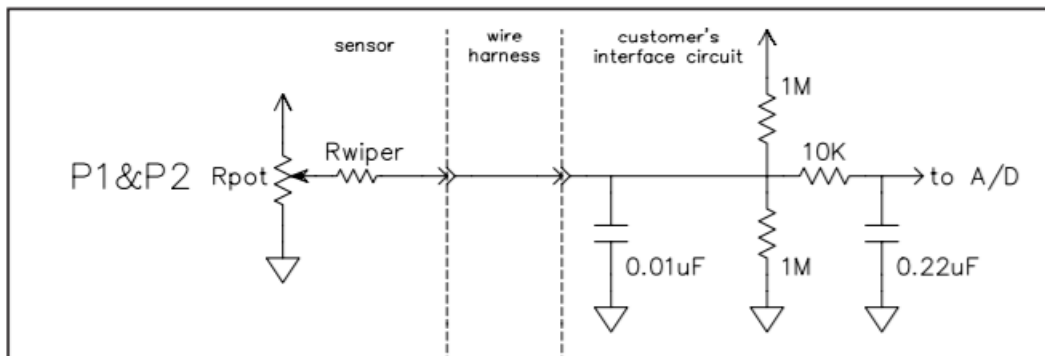 sensor
wire
harness
customer's
interface circuit
1M
Rwiper
10K
P1&P2
Rpot
to A/D
0.01uF
1M
0.22uF